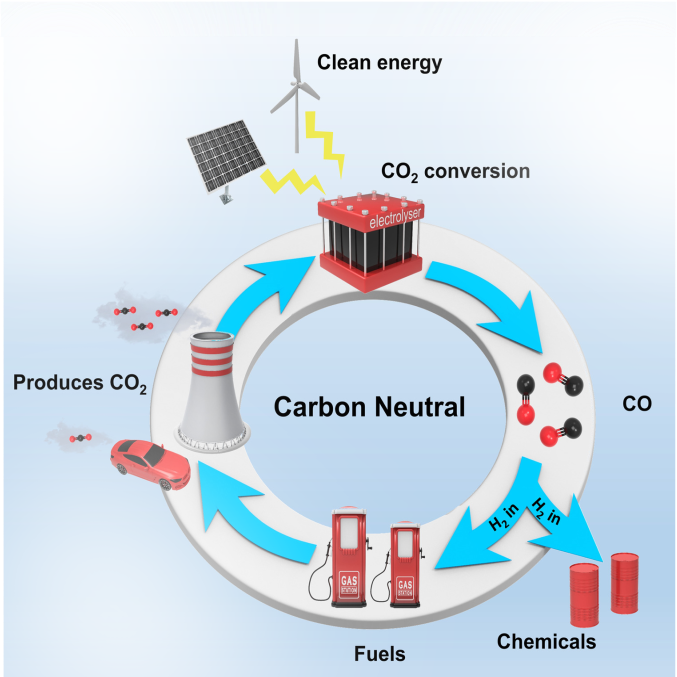 Clean energy
CO₂ conversion
electrolyser
Produces CO₂
Carbon Neutral
CO
H₂ in
H₂ in
GAS
STATION
GAS
STATION
Chemicals
Fuels